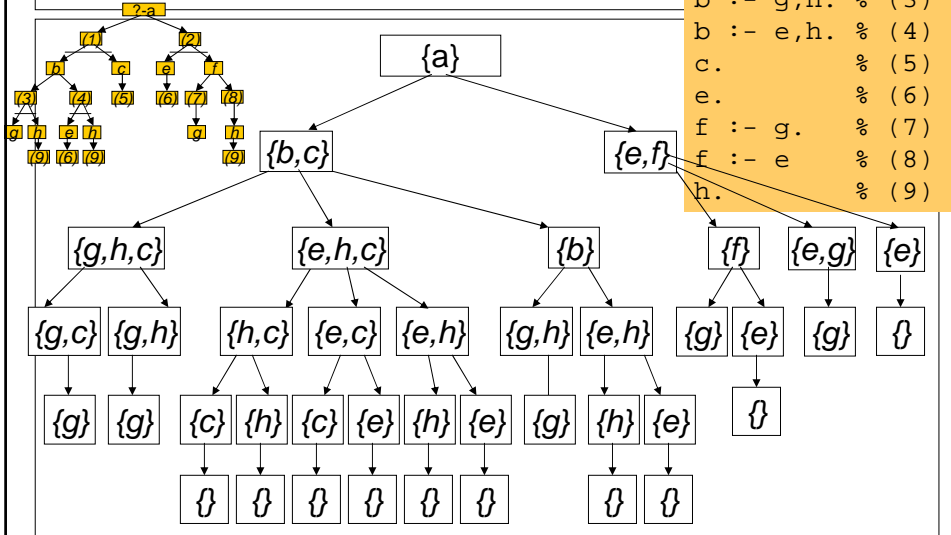 ?-a
(1) (2)
b c e f
(3) (4) (5) (6) (7) (8)
g h e h g h
(9) (6) (9) (9)
b :- g,h. % (3)
b :- e,h. % (4)
c. % (5)
e. % (6)
f :- g. % (7)
f :- e % (8)
h. % (9)
{a}
{b,c} {e,f}
{g,h,c} {e,h,c} {b} {f} {e,g} {e}
{g,c} {g,h} {h,c} {e,c} {e,h} {g,h} {e,h} {g} {e} {g} {}
{g} {g} {c} {h} {c} {e} {h} {e} {g} {h} {e} {}
{} {} {} {} {} {} {} {}